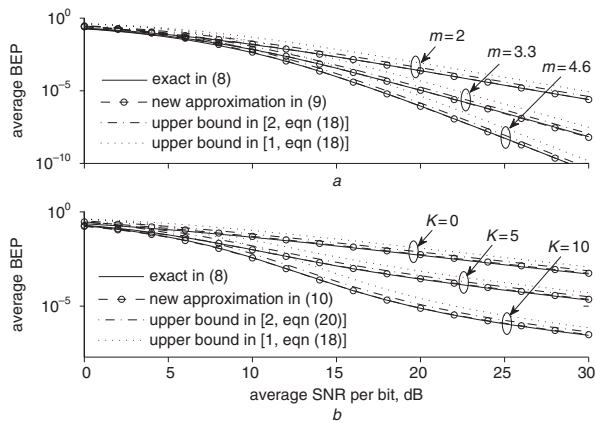 10^0
10^-5
10^-10
average BEP
m=2
m=3.3
m=4.6
exact in (8)
new approximation in (9)
upper bound in [2, eqn (18)]
upper bound in [1, eqn (18)]
a
10^0
10^-5
average BEP
K=0
K=5
K=10
exact in (8)
new approximation in (10)
upper bound in [2, eqn (20)]
upper bound in [1, eqn (18)]
0 5 10 15 20 25 30
average SNR per bit, dB
b